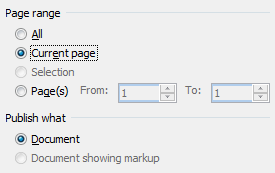 Page range
All
Current page
Selection
Page(s) From: 1 To: 1
Publish what
Document
Document showing markup